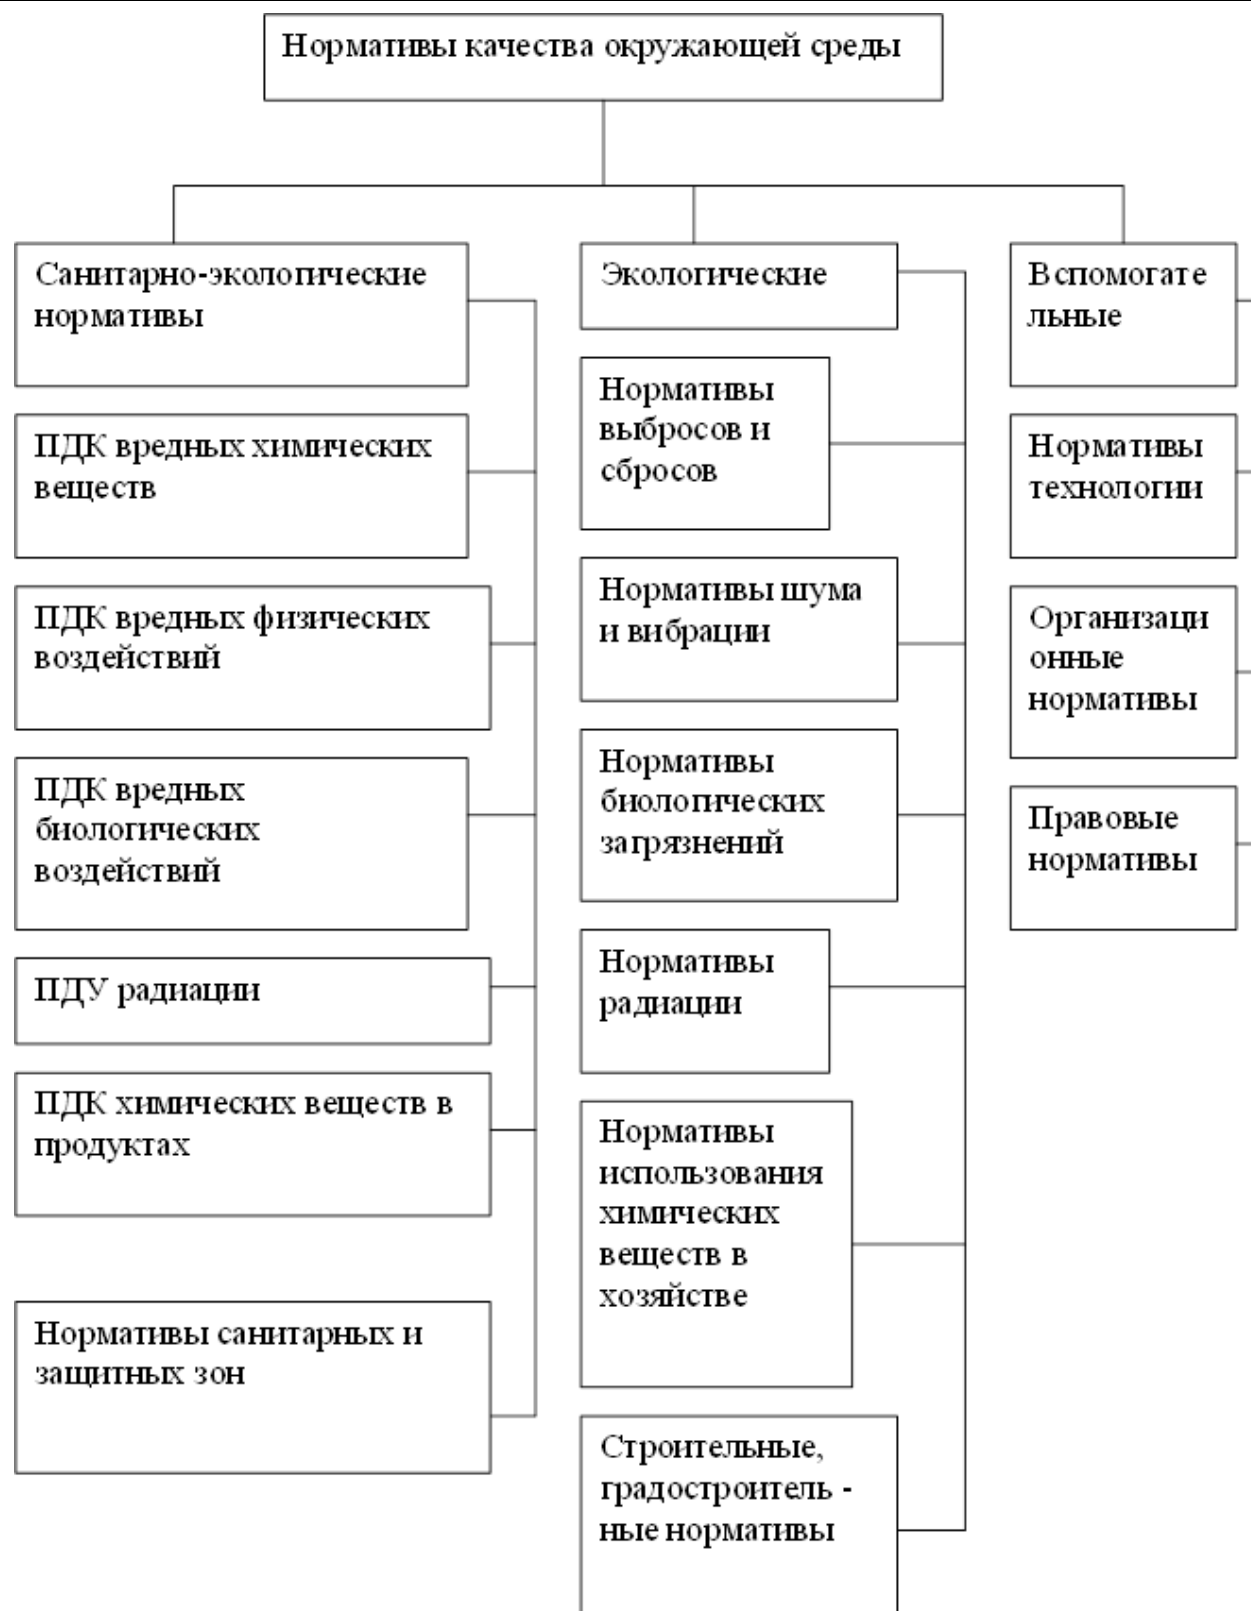 Нормативы качества окружающей среды
Санитарно-экологические
нормативы
ПДК вредных химических
веществ
ПДК вредных физических
воздействий
ПДК вредных
биологических
воздействий
ПДУ радиации
ПДК химических веществ в
продуктах
Нормативы санитарных и
защитных зон
Экологические
Нормативы
выбросов и
сбросов
Нормативы шума
и вибрации
Нормативы
биологических
загрязнений
Нормативы
радиации
Нормативы
использования
химических
веществ в
хозяйстве
Строительные,
градостроитель -
ные нормативы
Вспомогате
льные
Нормативы
технологии
Организаци
онные
нормативы
Правовые
нормативы